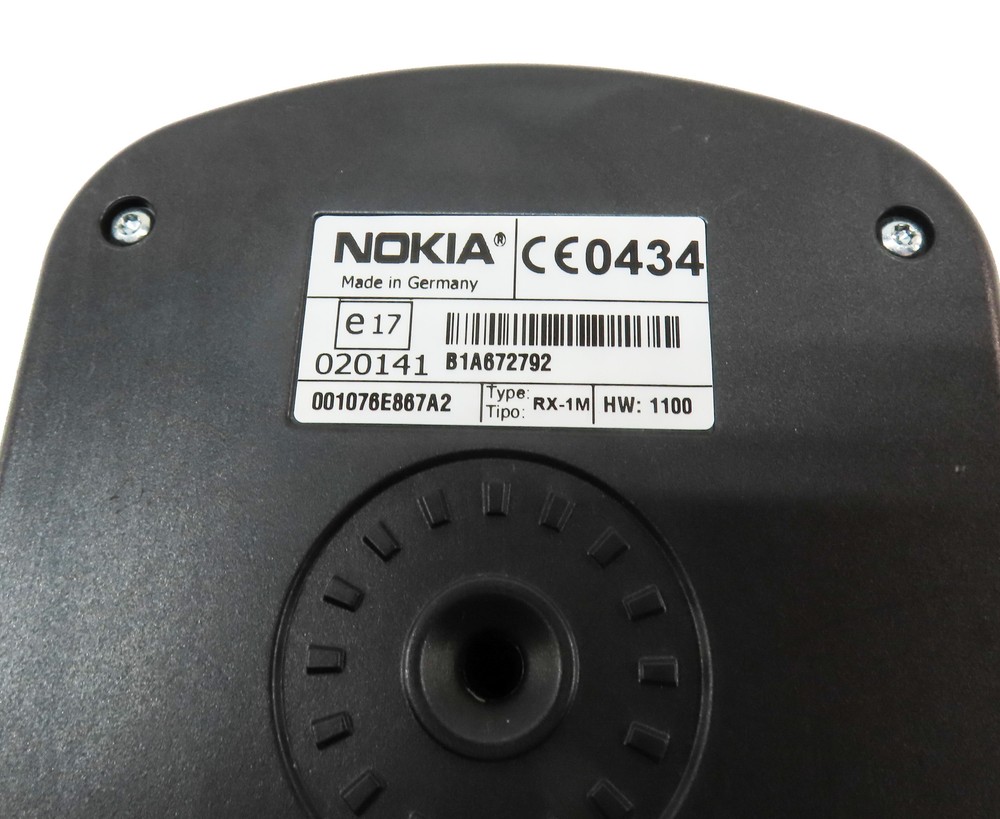 NOKIA®
CE0434
Made in Germany
e17
020141
B1A672792
001076E867A2
Type:
Tipo:
RX-1M
HW: 1100